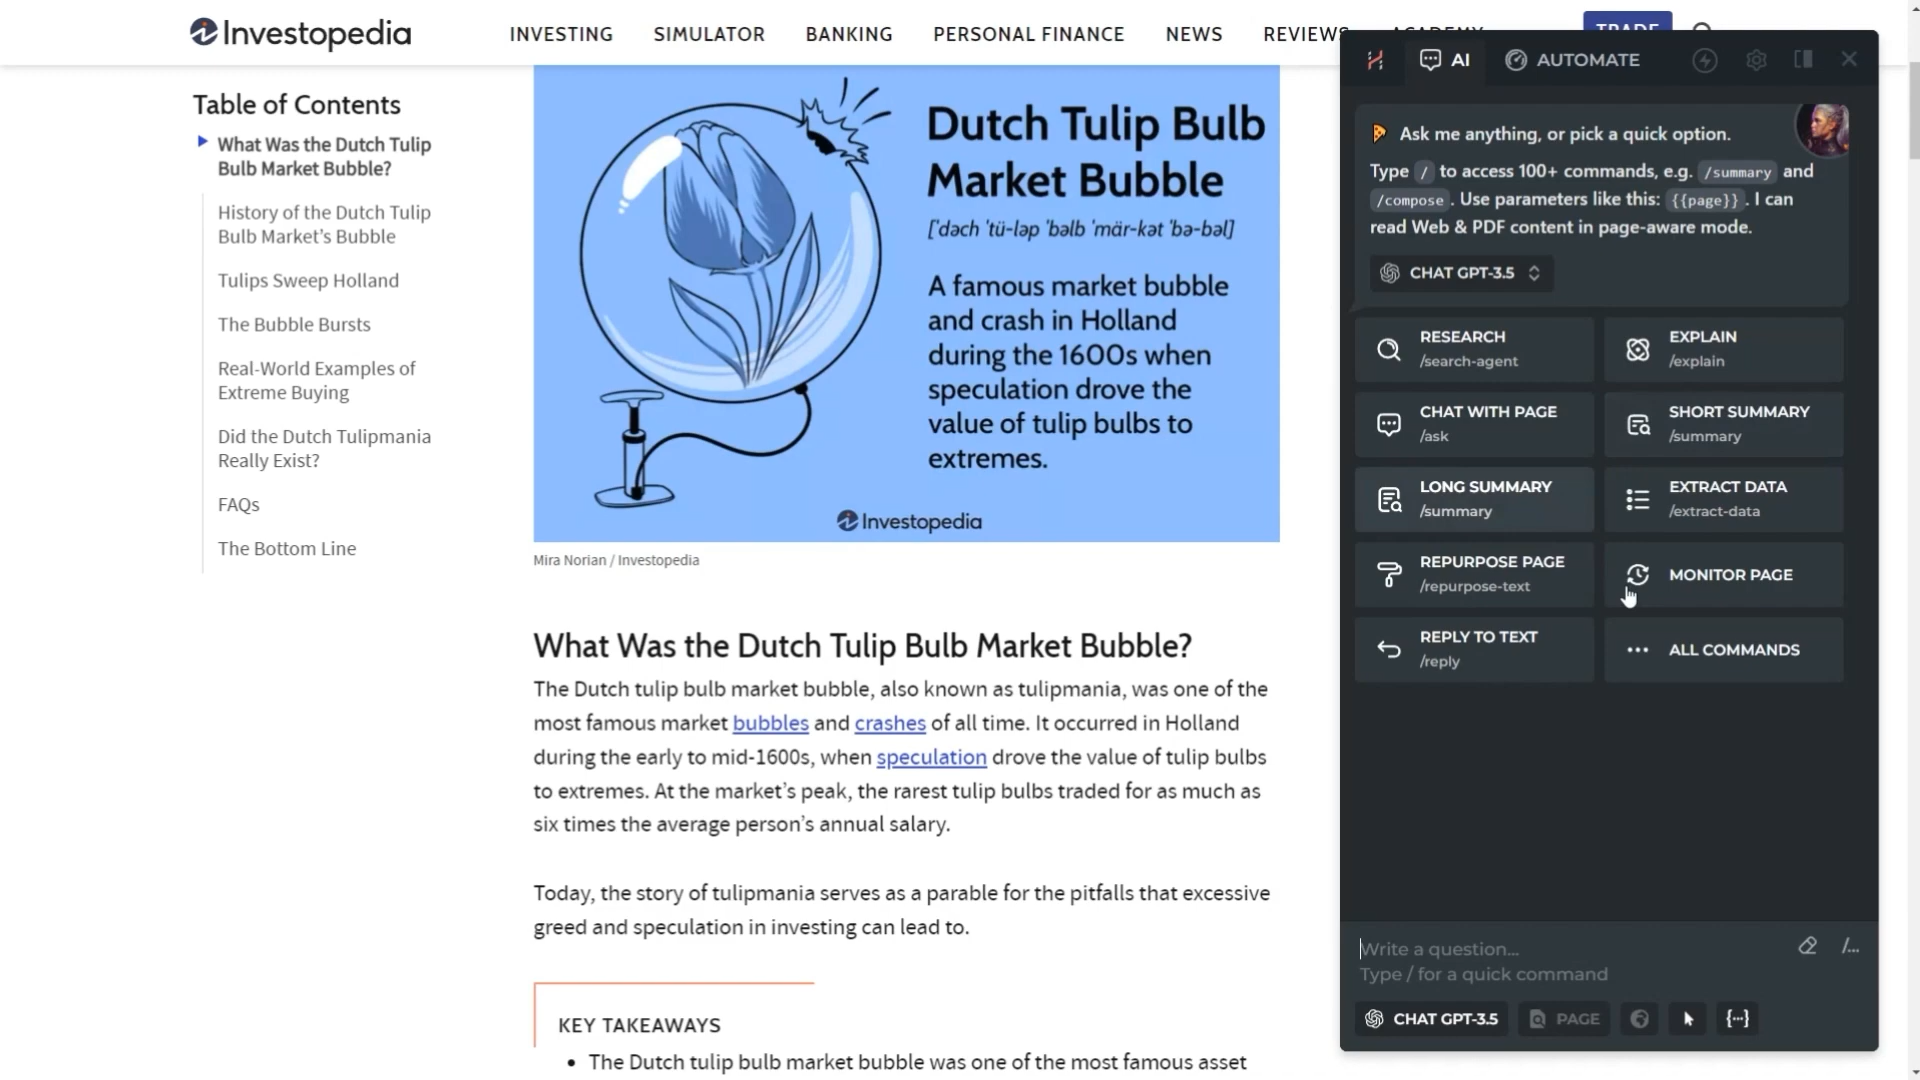 Investopedia
INVESTING SIMULATOR BANKING PERSONAL FINANCE NEWS REVIEWS ACADEMY TRADE
Table of Contents
What Was the Dutch Tulip
Bulb Market Bubble?
History of the Dutch Tulip
Bulb Market’s Bubble
Tulips Sweep Holland
The Bubble Bursts
Real-World Examples of
Extreme Buying
Did the Dutch Tulipmania
Really Exist?
FAQs
The Bottom Line
Dutch Tulip Bulb
Market Bubble
['dəch 'tü-ləp 'bəlb 'mär-kət 'bə-bəl]
A famous market bubble
and crash in Holland
during the 1600s when
speculation drove the
value of tulip bulbs to
extremes.
Investopedia
Mira Norian / Investopedia
What Was the Dutch Tulip Bulb Market Bubble?
The Dutch tulip bulb market bubble, also known as tulipmania, was one of the
most famous market bubbles and crashes of all time. It occurred in Holland
during the early to mid-1600s, when speculation drove the value of tulip bulbs
to extremes. At the market’s peak, the rarest tulip bulbs traded for as much as
six times the average person’s annual salary.
Today, the story of tulipmania serves as a parable for the pitfalls that excessive
greed and speculation in investing can lead to.
KEY TAKEAWAYS
• The Dutch tulip bulb market bubble was one of the most famous asset
AI AUTOMATE
Ask me anything, or pick a quick option.
Type / to access 100+ commands, e.g. /summary and
/compose . Use parameters like this: {{page}} . I can
read Web & PDF content in page-aware mode.
CHAT GPT-3.5
RESEARCH
/search-agent
EXPLAIN
/explain
CHAT WITH PAGE
/ask
SHORT SUMMARY
/summary
LONG SUMMARY
/summary
EXTRACT DATA
/extract-data
REPURPOSE PAGE
/repurpose-text
MONITOR PAGE
REPLY TO TEXT
/reply
ALL COMMANDS
Write a question...
/...
Type / for a quick command
CHAT GPT-3.5 PAGE {...}